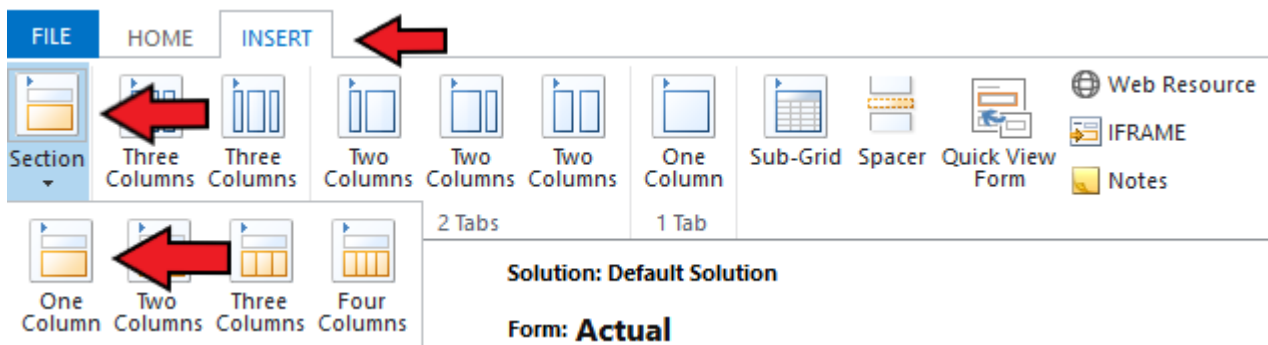 FILE HOME INSERT
Section
Three Columns
Three Columns
Two Columns
Two Columns
Two Columns
One Column
Sub-Grid
Spacer
Quick View Form
Web Resource
IFRAME
Notes
2 Tabs
1 Tab
One Column
Two Columns
Three Columns
Four Columns
Solution: Default Solution
Form: Actual